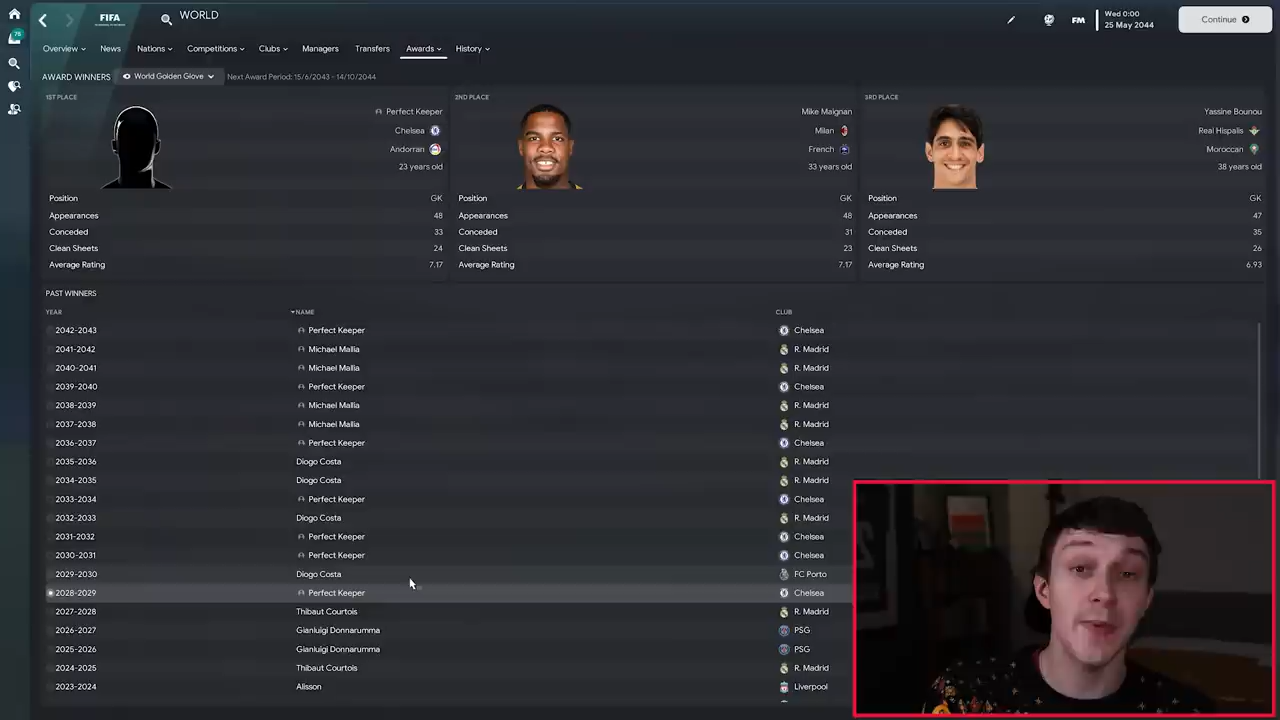 FIFA
WORLD
FM
Wed 0:00
25 May 2044
Continue
76
Overview
News
Nations
Competitions
Clubs
Managers
Transfers
Awards
History
AWARD WINNERS
World Golden Glove
Next Award Period: 15/6/2043 - 14/10/2044
1ST PLACE
Perfect Keeper
Chelsea
Andorran
23 years old
Position GK
Appearances 48
Conceded 33
Clean Sheets 24
Average Rating 7.17
2ND PLACE
Mike Maignan
Milan
French
33 years old
Position GK
Appearances 48
Conceded 31
Clean Sheets 23
Average Rating 7.17
3RD PLACE
Yassine Bounou
Real Hispalis
Moroccan
38 years old
Position GK
Appearances 47
Conceded 35
Clean Sheets 26
Average Rating 6.93
PAST WINNERS
YEAR NAME CLUB
2042-2043 Perfect Keeper Chelsea
2041-2042 Michael Mallia R. Madrid
2040-2041 Michael Mallia R. Madrid
2039-2040 Perfect Keeper Chelsea
2038-2039 Michael Mallia R. Madrid
2037-2038 Michael Mallia R. Madrid
2036-2037 Perfect Keeper Chelsea
2035-2036 Diogo Costa R. Madrid
2034-2035 Diogo Costa R. Madrid
2033-2034 Perfect Keeper Chelsea
2032-2033 Diogo Costa R. Madrid
2031-2032 Perfect Keeper Chelsea
2030-2031 Perfect Keeper Chelsea
2029-2030 Diogo Costa FC Porto
2028-2029 Perfect Keeper Chelsea
2027-2028 Thibaut Courtois R. Madrid
2026-2027 Gianluigi Donnarumma PSG
2025-2026 Gianluigi Donnarumma PSG
2024-2025 Thibaut Courtois R. Madrid
2023-2024 Alisson Liverpool